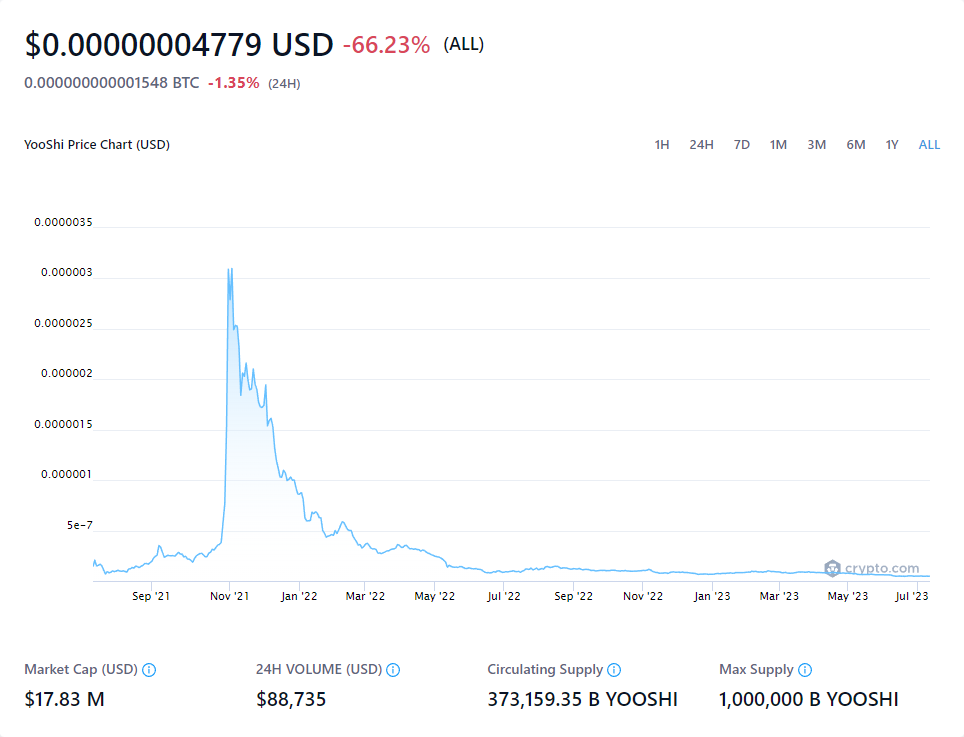 $0.00000004779 USD -66.23% (ALL)
0.000000000001548 BTC -1.35% (24H)
YooShi Price Chart (USD) 1H 24H 7D 1M 3M 6M 1Y ALL
0.0000035
0.000003
0.0000025
0.000002
0.0000015
0.000001
5e-7
crypto.com
Sep '21 Nov '21 Jan '22 Mar '22 May '22 Jul '22 Sep '22 Nov '22 Jan '23 Mar '23 May '23 Jul '23
Market Cap (USD) 24H VOLUME (USD) Circulating Supply Max Supply
$17.83 M $88,735 373,159.35 B YOOSHI 1,000,000 B YOOSHI